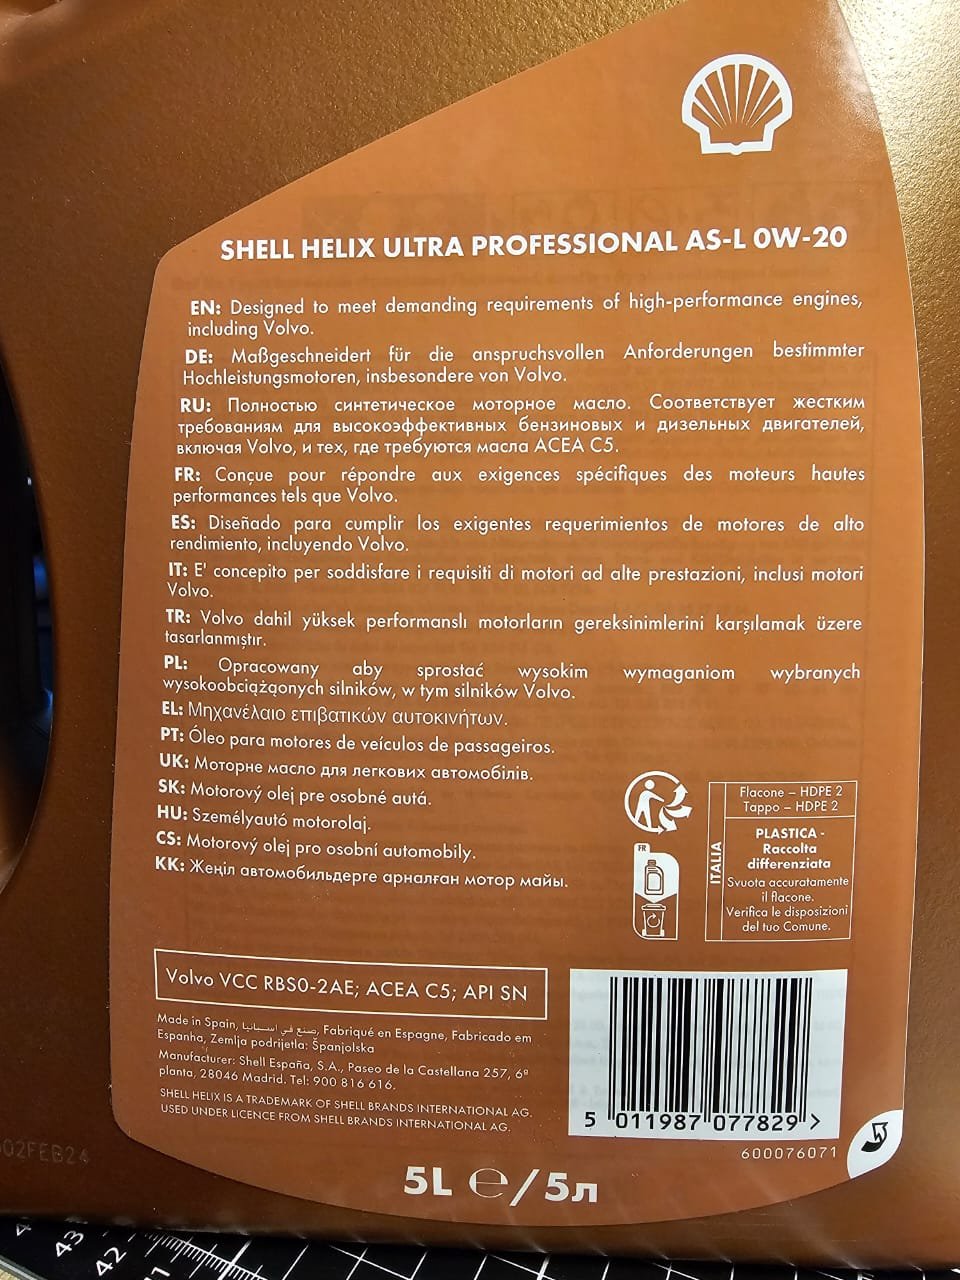 SHELL HELIX ULTRA PROFESSIONAL AS-L 0W-20
EN: Designed to meet demanding requirements of high-performance engines,
including Volvo.
DE: Maßgeschneidert für die anspruchsvollen Anforderungen bestimmter
Hochleistungsmotoren, insbesondere von Volvo.
RU: Полностью синтетическое моторное масло. Соответствует жестким
требованиям для высокоэффективных бензиновых и дизельных двигателей,
включая Volvo, и тех, где требуются масла ACEA C5.
FR: Conçue pour répondre aux exigences spécifiques des moteurs hautes
performances tels que Volvo.
ES: Diseñado para cumplir los exigentes requerimientos de motores de alto
rendimiento, incluyendo Volvo.
IT: E' concepito per soddisfare i requisiti di motori ad alte prestazioni, inclusi motori
Volvo.
TR: Volvo dahil yüksek performanslı motorların gereksinimlerini karşılamak üzere
tasarlanmıştır.
PL: Opracowany aby sprostać wysokim wymaganiom wybranych
wysokoobciążqonych silników, w tym silników Volvo.
EL: Μηχανέλαιο επιβατικών αυτοκινήτων.
PT: Óleo para motores de veículos de passageiros.
UK: Моторне масло для легкових автомобілів.
SK: Motorový olej pre osobné autá.
HU: Személyautó motorolaj.
CS: Motorový olej pro osobní automobily.
KK: Жеңіл автомобильдерге арналған мотор майы.
FR
ITALIA
Flacone – HDPE 2
Tappo – HDPE 2
PLASTICA -
Raccolta
differenziata
Svuota accuratamente
il flacone.
Verifica le disposizioni
del tuo Comune.
Volvo VCC RBS0-2AE; ACEA C5; API SN
Made in Spain, صنع في اسبانيا, Fabriqué en Espagne, Fabricado em
Espanha, Zemlja podrijetla: Španjolska
Manufacturer: Shell España, S.A., Paseo de la Castellana 257, 6ª
planta, 28046 Madrid. Tel: 900 816 616.
SHELL HELIX IS A TRADEMARK OF SHELL BRANDS INTERNATIONAL AG.
USED UNDER LICENCE FROM SHELL BRANDS INTERNATIONAL AG.
5 011987 077829 >
600076071
02FEB24
5L ℮ / 5л
43
42